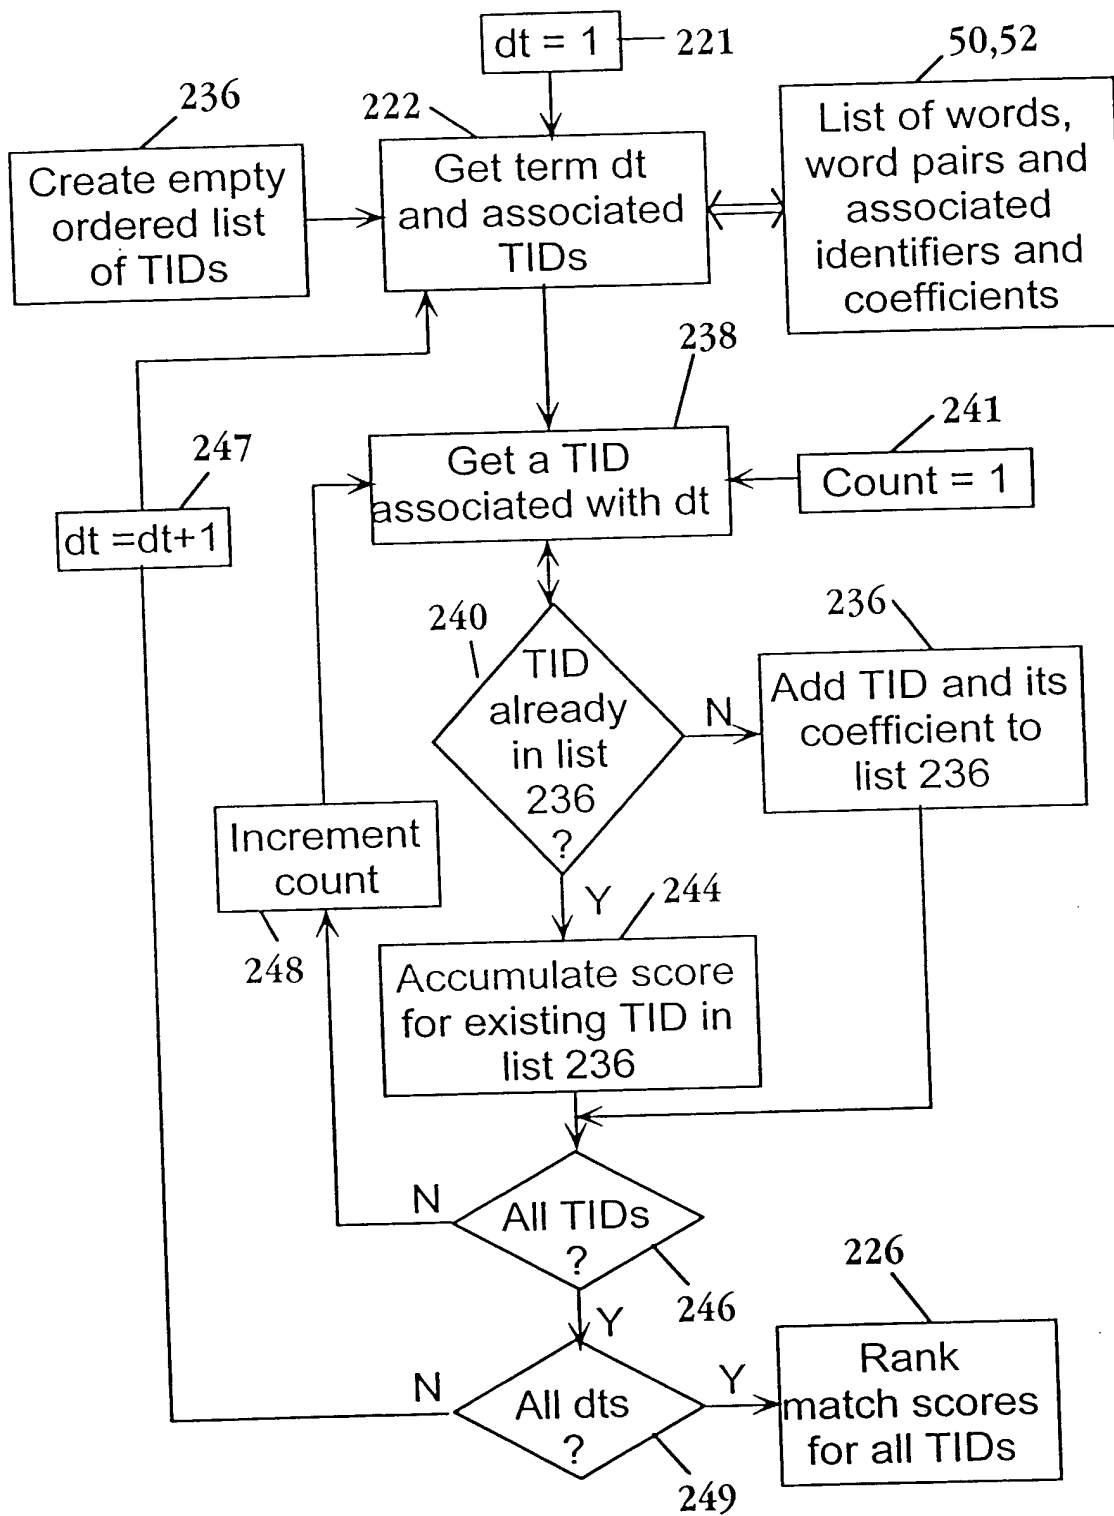 dt = 1
221
50,52
236
222
List of words,
word pairs and
associated
identifiers and
coefficients
Create empty
ordered list
of TIDs
Get term dt
and associated
TIDs
238
241
247
Get a TID
associated with dt
Count = 1
dt =dt+1
240
236
TID
already
in list
236
?
N
Add TID and its
coefficient to
list 236
Increment
count
Y
244
248
Accumulate score
for existing TID in
list 236
N
All TIDs
?
246
226
Y
N
All dts
?
Y
249
Rank
match scores
for all TIDs